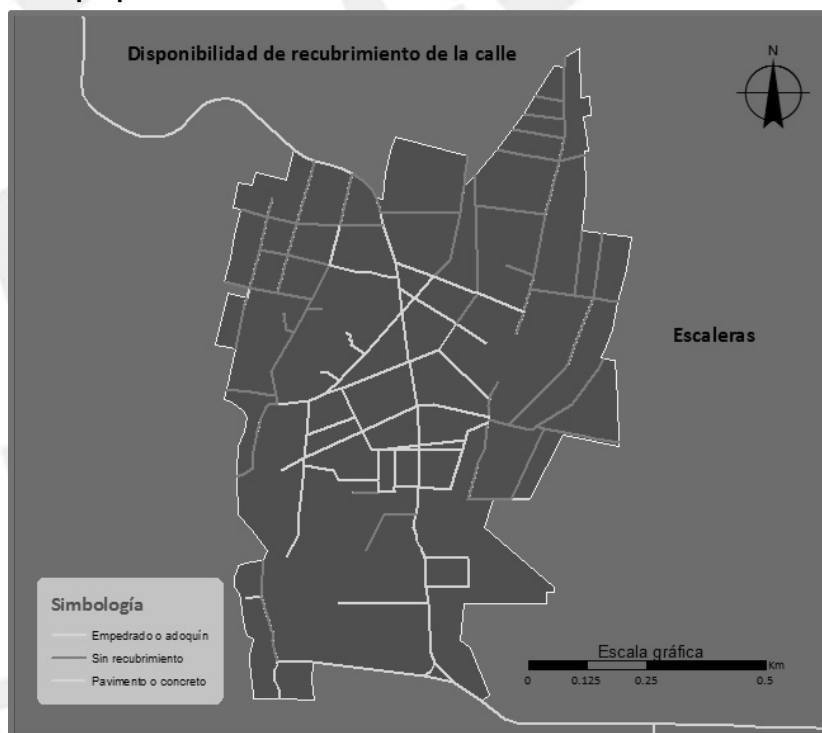 Disponibilidad de recubrimiento de la calle
N
Escaleras
Simbología
Empedrado o adoquín
Sin recubrimiento
Pavimento o concreto
Escala gráfica
Km
0 0.125 0.25 0.5